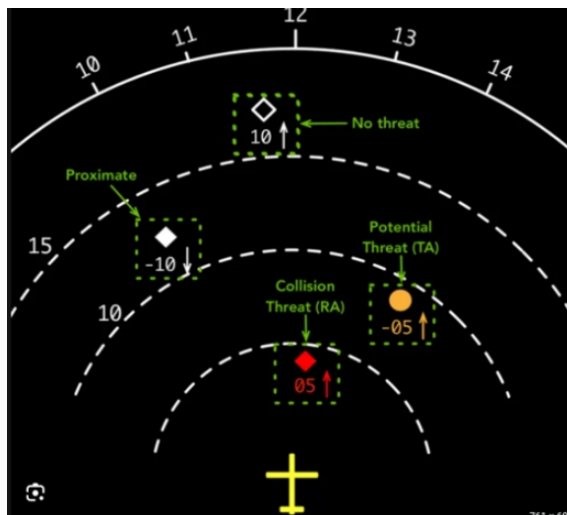 12
11
13
10
14
10 ↑
No threat
Proximate
15
-10 ↓
Potential
Threat (TA)
10
Collision
Threat (RA)
-05 ↑
05 ↑